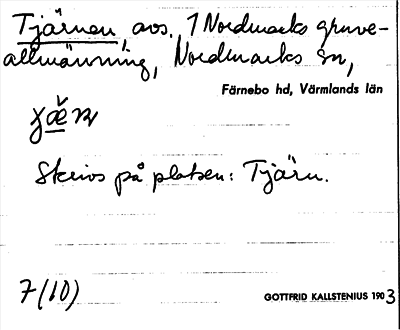 Tjärnen, avs. 1 Nordmarks gruve-
allmänning, Nordmarks sn,
Färnebo hd, Värmlands län
Skrivs på platsen: Tjärn.
7(10)
GOTTFRID KALLSTENIUS 1903